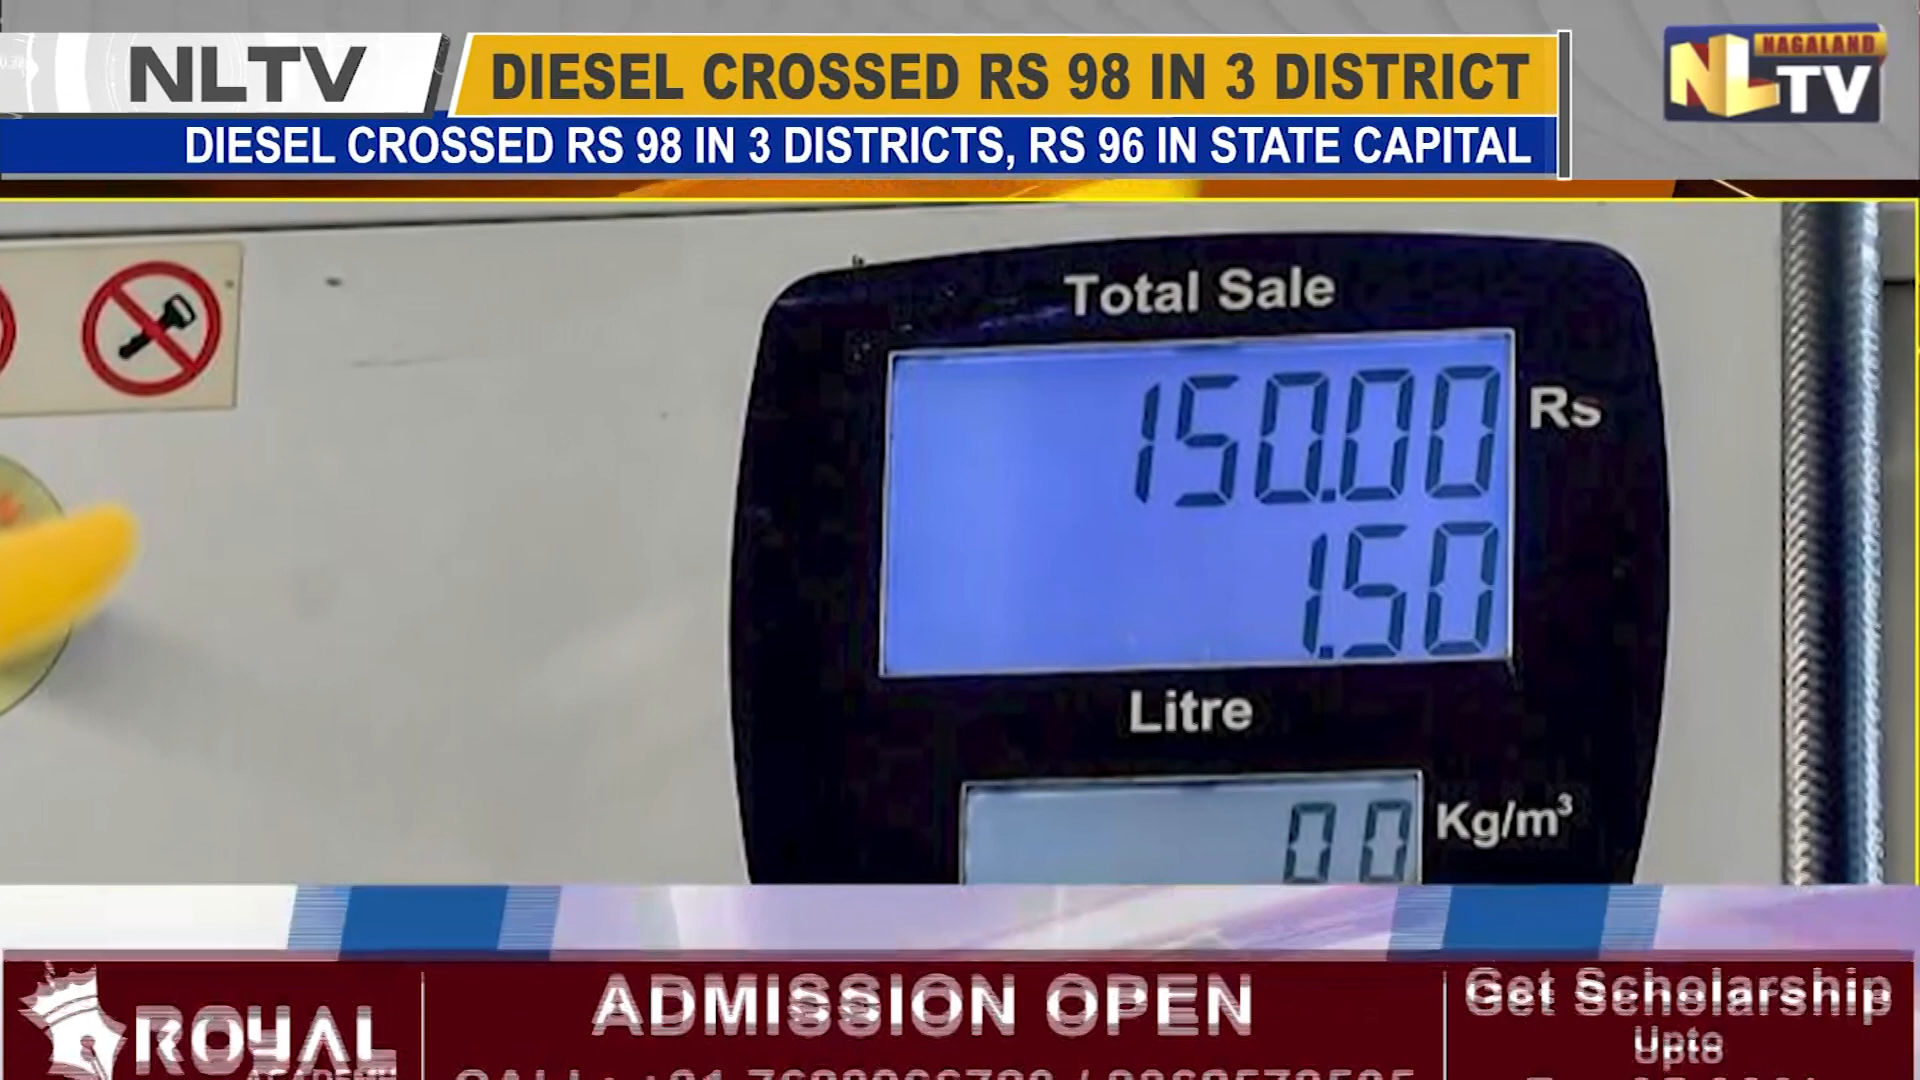 NLTV
DIESEL CROSSED RS 98 IN 3 DISTRICT
NAGALAND
NLTV
DIESEL CROSSED RS 98 IN 3 DISTRICTS, RS 96 IN STATE CAPITAL
Total Sale
150.00 Rs
1.50
Litre
00 Kg/m³
ROYAL
ADMISSION OPEN
Get Scholarship
Upto